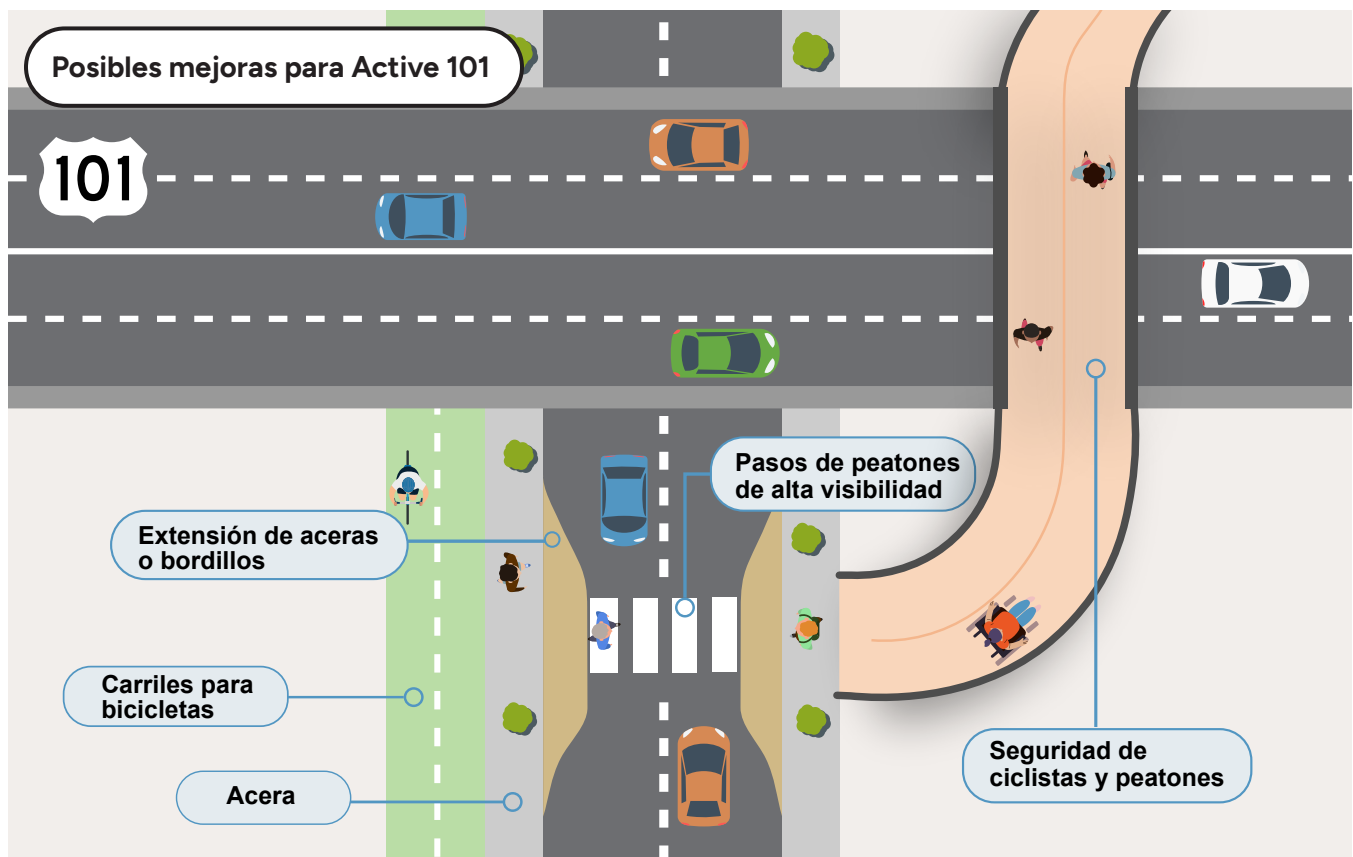 Posibles mejoras para Active 101
101
Pasos de peatones
de alta visibilidad
Extensión de aceras
o bordillos
Carriles para
bicicletas
Seguridad de
ciclistas y peatones
Acera